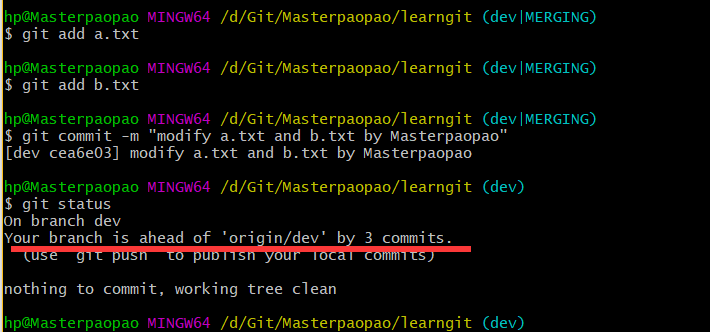 hp@Masterpaopao MINGW64 /d/Git/Masterpaopao/learngit (dev|MERGING)
$ git add a.txt
hp@Masterpaopao MINGW64 /d/Git/Masterpaopao/learngit (dev|MERGING)
$ git add b.txt
hp@Masterpaopao MINGW64 /d/Git/Masterpaopao/learngit (dev|MERGING)
$ git commit -m "modify a.txt and b.txt by Masterpaopao"
[dev cea6e03] modify a.txt and b.txt by Masterpaopao
hp@Masterpaopao MINGW64 /d/Git/Masterpaopao/learngit (dev)
$ git status
On branch dev
Your branch is ahead of 'origin/dev' by 3 commits.
(use "git push" to publish your local commits)
nothing to commit, working tree clean
hp@Masterpaopao MINGW64 /d/Git/Masterpaopao/learngit (dev)